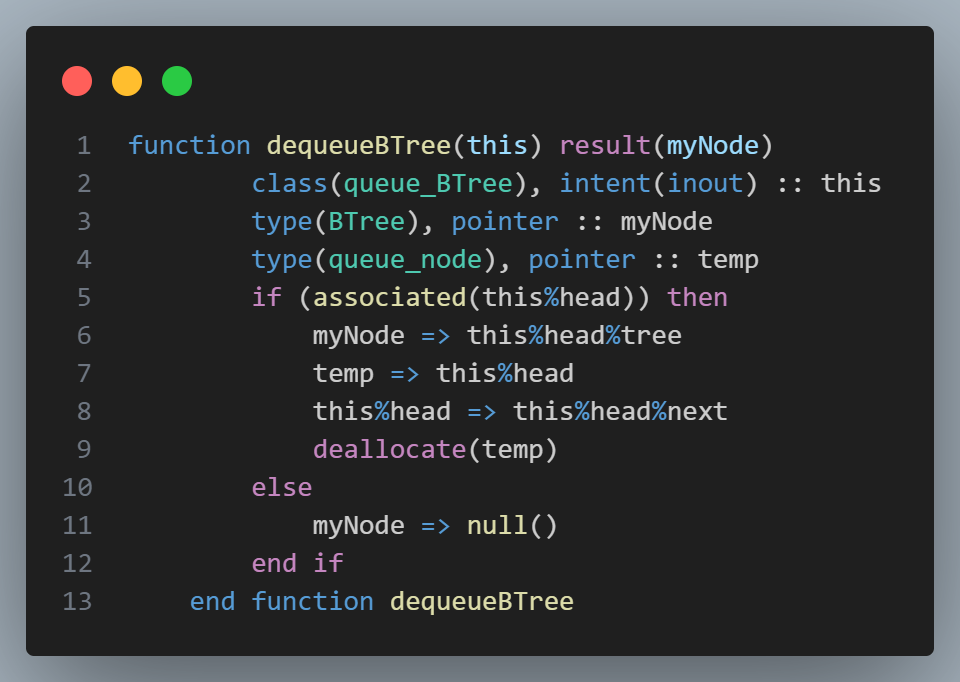 1 function dequeueBTree(this) result(myNode)
2         class(queue_BTree), intent(inout) :: this
3         type(BTree), pointer :: myNode
4         type(queue_node), pointer :: temp
5         if (associated(this%head)) then
6             myNode => this%head%tree
7             temp => this%head
8             this%head => this%head%next
9             deallocate(temp)
10         else
11             myNode => null()
12         end if
13     end function dequeueBTree